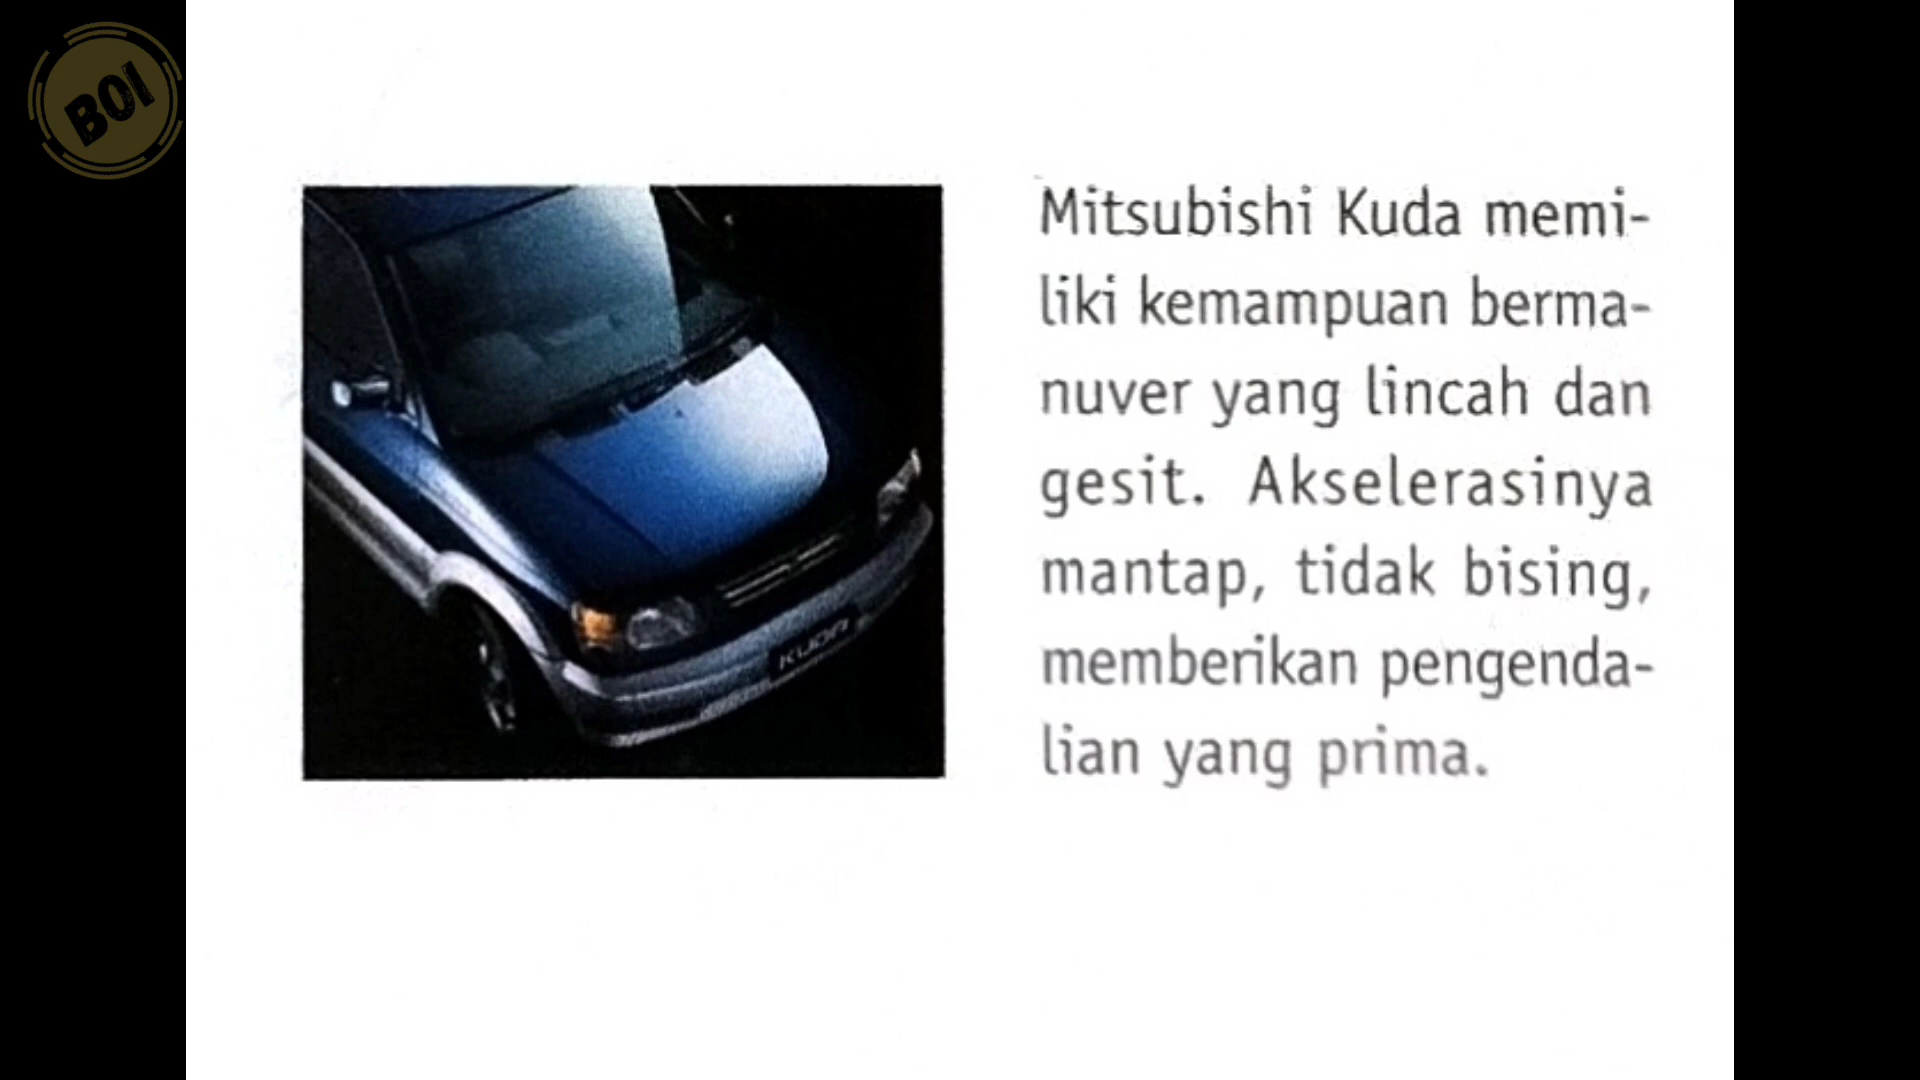 BOI
Mitsubishi Kuda memi-
liki kemampuan berma-
nuver yang lincah dan
gesit. Akselerasinya
mantap, tidak bising,
memberikan pengenda-
lian yang prima.
KUDA